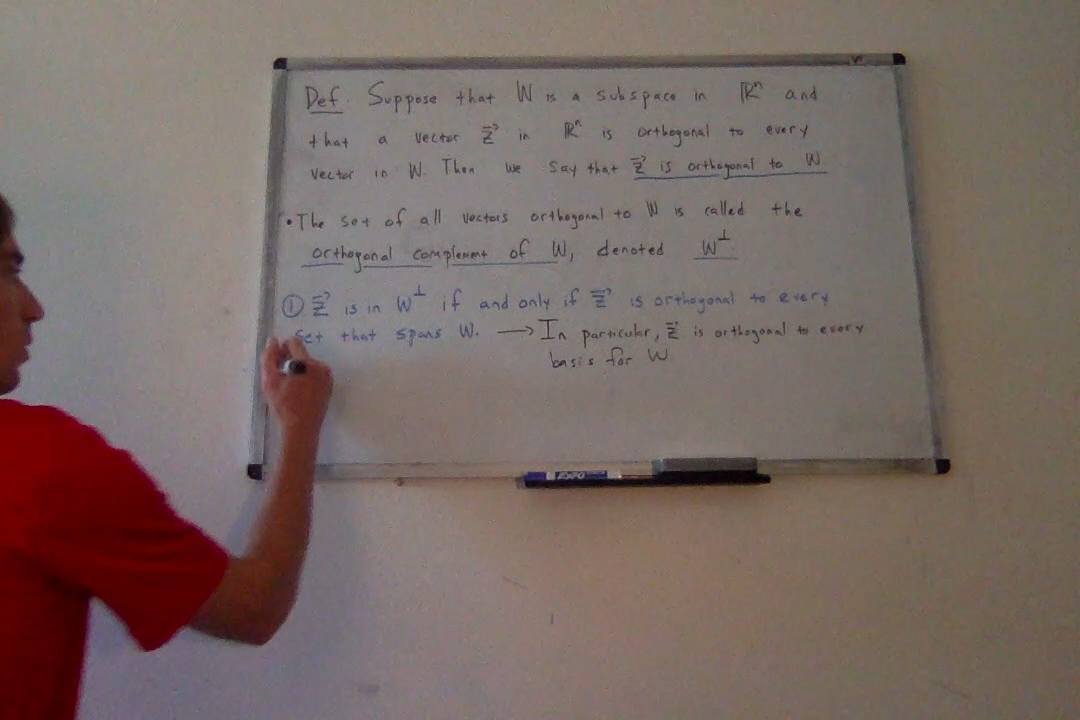 Def. Suppose that W is a subspace in ℝⁿ and
that a vector z⃗ in ℝⁿ is orthogonal to every
vector in W. Then we say that z⃗ is orthogonal to W
• The set of all vectors orthogonal to W is called the
orthogonal complement of W, denoted W⊥.
① z⃗ is in W⊥ if and only if z⃗ is orthogonal to every
set that spans W. → In particular, z⃗ is orthogonal to every
basis for W
EXPO